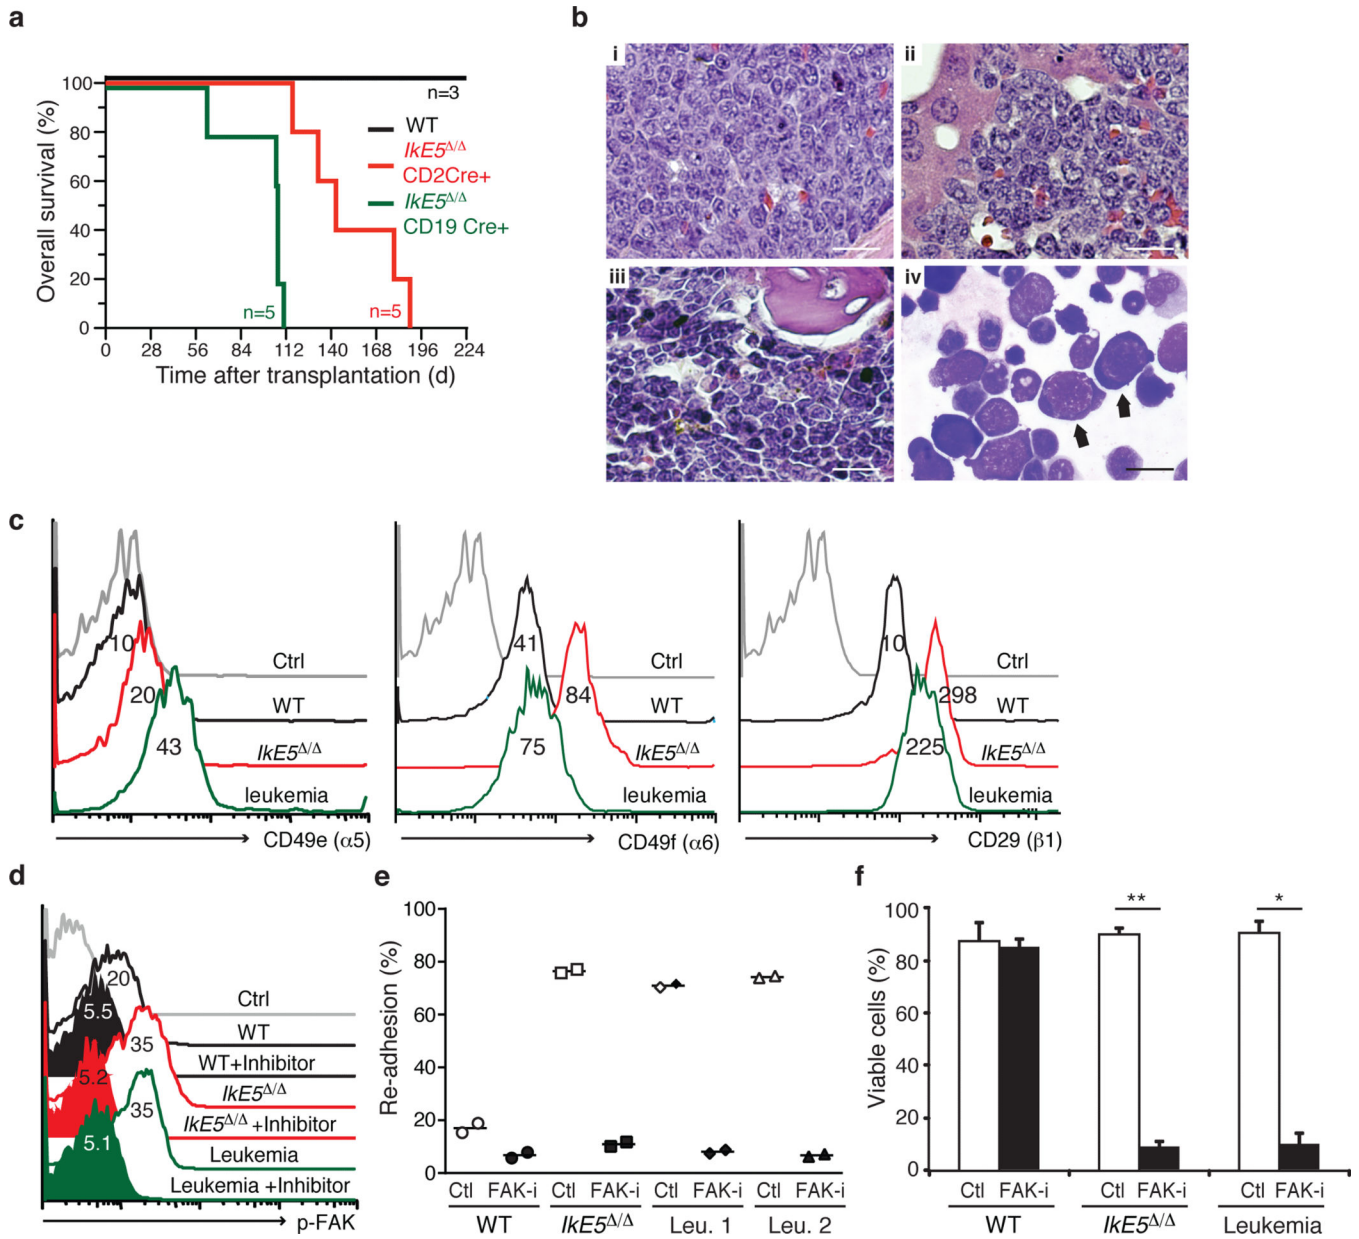 a
100
80
60
40
20
0
Overall survival (%)
0 28 56 84 112 140 168 196 224
Time after transplantation (d)
n=3
WT
IkE5Δ/Δ
CD2Cre+
IkE5Δ/Δ
CD19 Cre+
n=5
n=5
b
i
ii
iii
iv
c
10
20
43
Ctrl
WT
IkE5Δ/Δ
leukemia
CD49e (α5)
41
84
75
Ctrl
WT
IkE5Δ/Δ
leukemia
CD49f (α6)
10
298
225
Ctrl
WT
IkE5Δ/Δ
leukemia
CD29 (β1)
d
20
5.5
35
5.2
35
5.1
Ctrl
WT
WT+Inhibitor
IkE5Δ/Δ
IkE5Δ/Δ +Inhibitor
Leukemia
Leukemia +Inhibitor
p-FAK
e
100
80
60
40
20
0
Re-adhesion (%)
Ctl FAK-i Ctl FAK-i Ctl FAK-i Ctl FAK-i
WT IkE5Δ/Δ Leu. 1 Leu. 2
f
100
80
60
40
20
0
Viable cells (%)
** *
Ctl FAK-i Ctl FAK-i Ctl FAK-i
WT IkE5Δ/Δ Leukemia